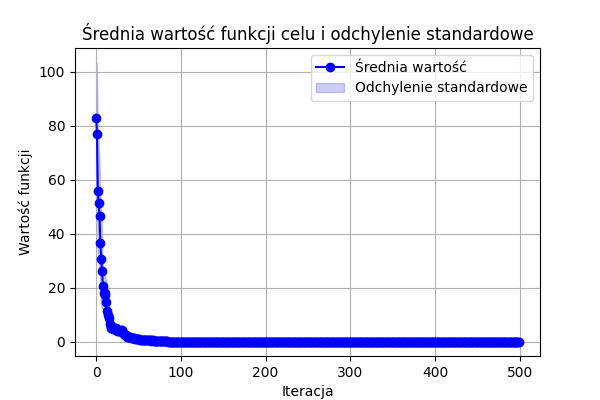 Średnia wartość funkcji celu i odchylenie standardowe
Średnia wartość
Odchylenie standardowe
Wartość funkcji
100
80
60
40
20
0
0 100 200 300 400 500
Iteracja